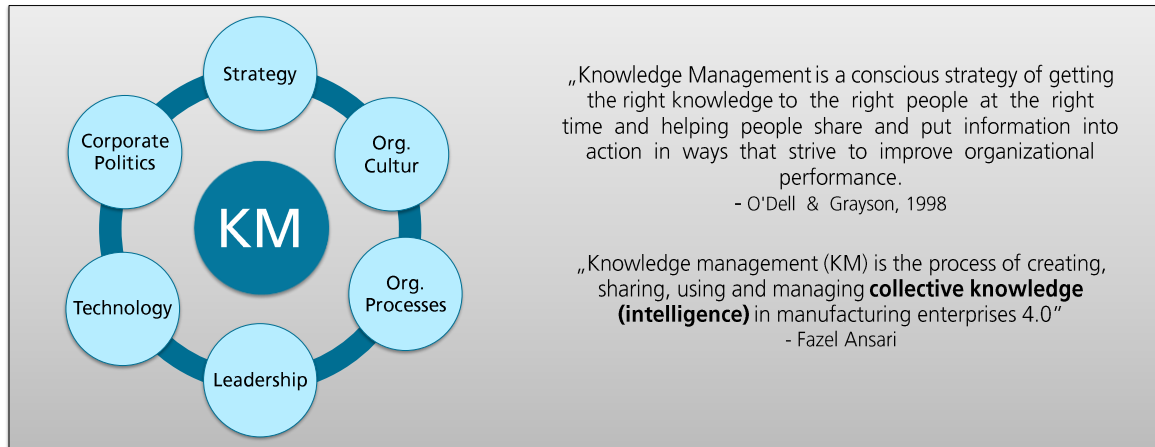 Strategy
Corporate
Politics
Org.
Cultur
KM
Technology
Org.
Processes
Leadership
„Knowledge Management is a conscious strategy of getting
the right knowledge to the right people at the right
time and helping people share and put information into
action in ways that strive to improve organizational
performance.
- O'Dell & Grayson, 1998
„Knowledge management (KM) is the process of creating,
sharing, using and managing collective knowledge
(intelligence) in manufacturing enterprises 4.0”
- Fazel Ansari